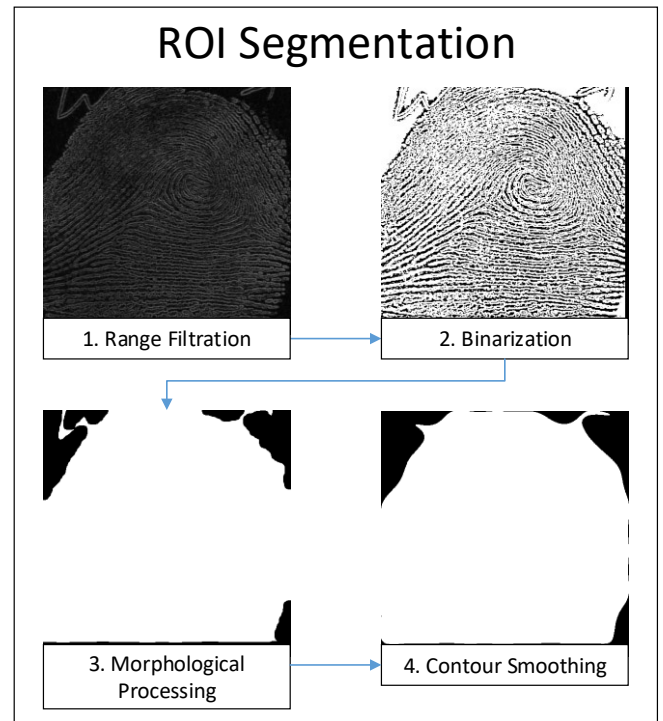 ROI Segmentation
1. Range Filtration
2. Binarization
3. Morphological
Processing
4. Contour Smoothing